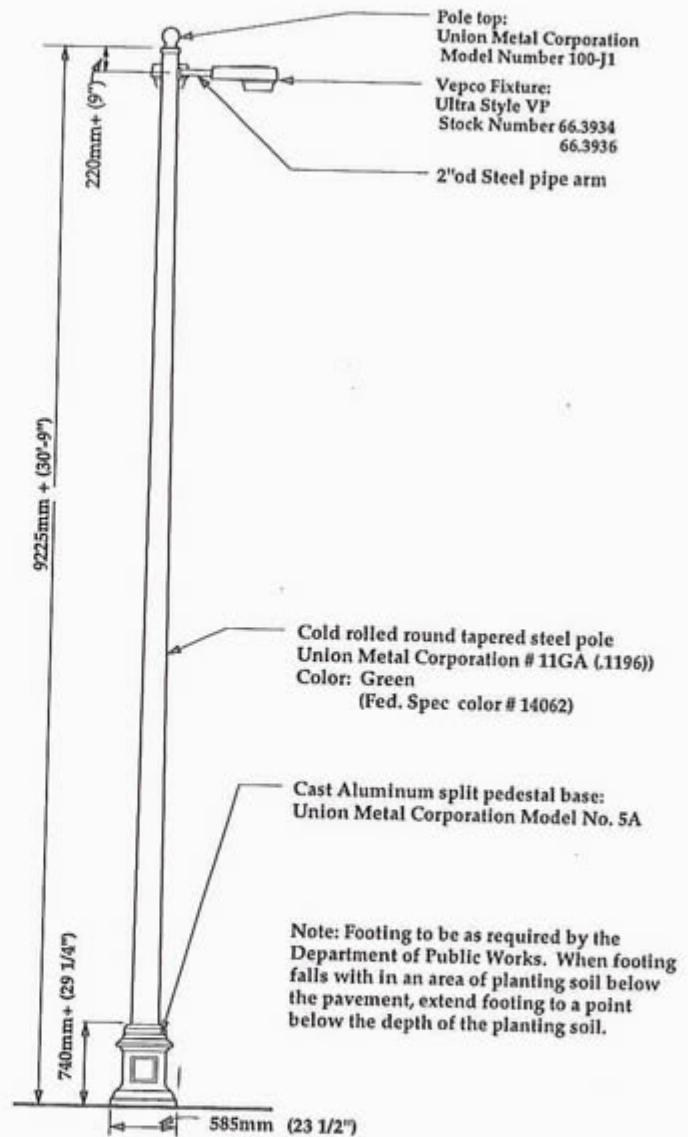 Pole top:
Union Metal Corporation
Model Number 100-J1
Vepco Fixture:
Ultra Style VP
Stock Number 66.3934
66.3936
2"od Steel pipe arm
220mm+ (9")
9225mm + (30'-9")
Cold rolled round tapered steel pole
Union Metal Corporation # 11GA (.1196))
Color: Green
(Fed. Spec color # 14062)
Cast Aluminum split pedestal base:
Union Metal Corporation Model No. 5A
Note: Footing to be as required by the
Department of Public Works. When footing
falls with in an area of planting soil below
the pavement, extend footing to a point
below the depth of the planting soil.
740mm+ (29 1/4")
585mm (23 1/2")